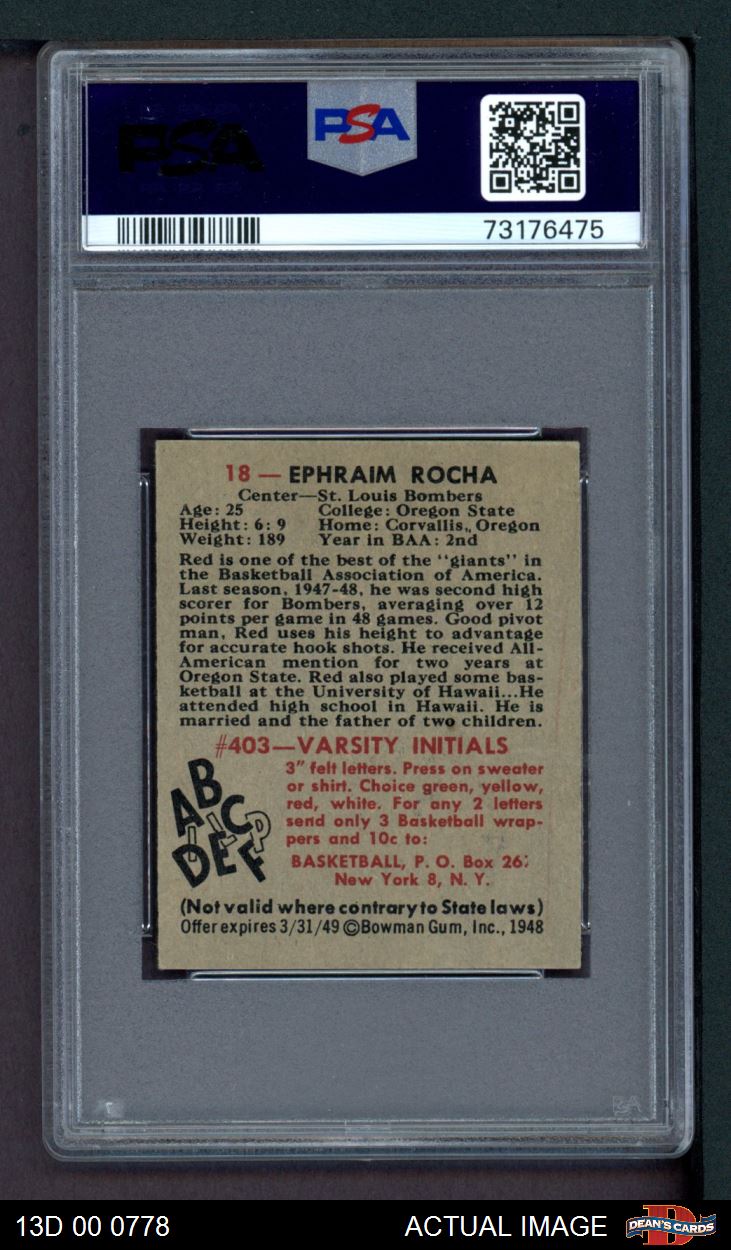 PSA
PSA
73176475
18 — EPHRAIM ROCHA
Center—St. Louis Bombers
Age: 25 College: Oregon State
Height: 6: 9 Home: Corvallis, Oregon
Weight: 189 Year in BAA: 2nd
Red is one of the best of the "giants" in
the Basketball Association of America.
Last season, 1947-48, he was second high
scorer for Bombers, averaging over 12
points per game in 48 games. Good pivot
man, Red uses his height to advantage
for accurate hook shots. He received All-
American mention for two years at
Oregon State. Red also played some bas-
ketball at the University of Hawaii...He
attended high school in Hawaii. He is
married and the father of two children.
#403—VARSITY INITIALS
3" felt letters. Press on sweater
or shirt. Choice green, yellow,
red, white. For any 2 letters
send only 3 Basketball wrap-
pers and 10c to:
BASKETBALL, P. O. Box
New York 8, N. Y.
A B C
D E F
(Not valid where contrary to State laws)
Offer expires 3/31/49 ©Bowman Gum, Inc., 1948
PSA
13D 00 0778 ACTUAL IMAGE DEAN'S CARDS